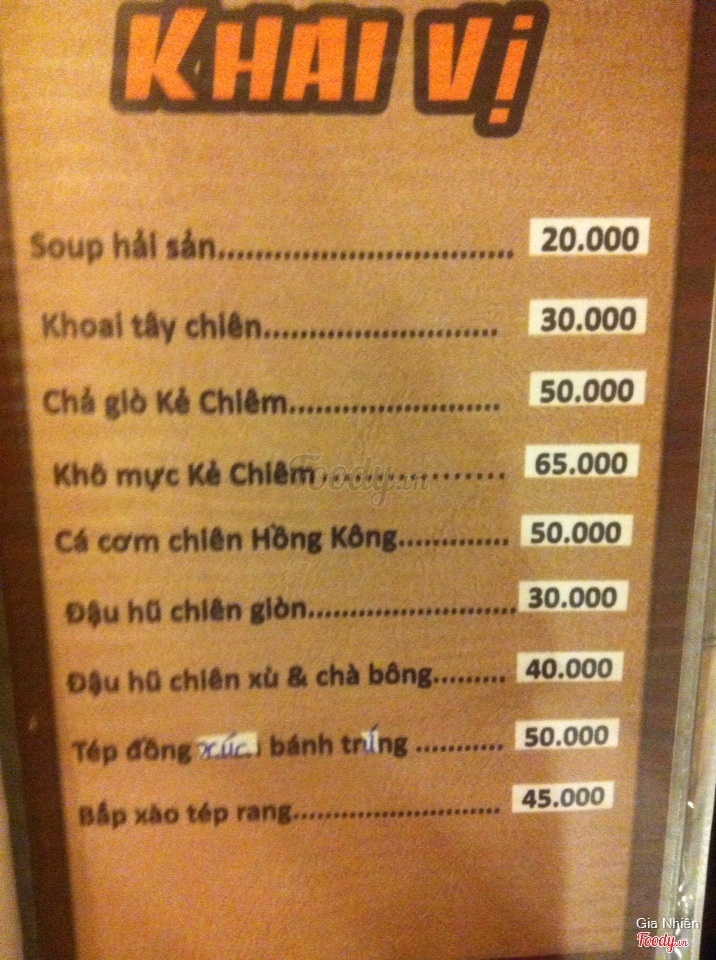 KHAI VỊ
Soup hải sản............................... 20.000
Khoai tây chiên......................... 30.000
Chả giò Kẻ Chiêm...................... 50.000
Khô mực Kẻ Chiêm.................... 65.000
Cá cơm chiên Hồng Kông............ 50.000
Đậu hũ chiên giòn...................... 30.000
Đậu hũ chiên xù & chà bông......... 40.000
Tép đồng xúc bánh tráng ........... 50.000
Bắp xào tép rang........................ 45.000
Foody.vn
Gia Nhiên
Foody.vn